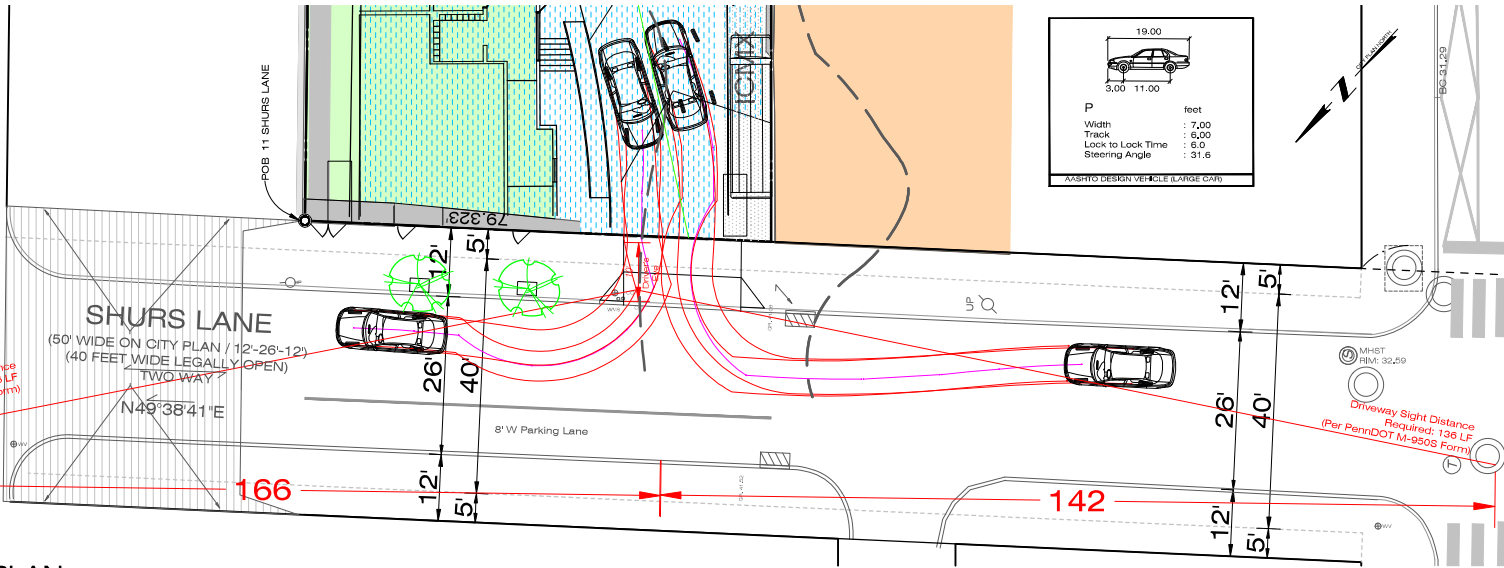 19.00
3.00 11.00
P feet
Width : 7.00
Track : 6.00
Lock to Lock Time : 6.0
Steering Angle : 31.6
AASHTO DESIGN VEHICLE (LARGE CAR)
BC 31.29
POB 11 SHURS LANE
79.323'
12'
5'
12'
5'
UP
SHURS LANE
(50' WIDE ON CITY PLAN / 12'-26'-12')
(40 FEET WIDE LEGALLY OPEN)
TWO WAY
N49°38'41"E
26'
40'
26'
40'
MHST
RIM: 32.59
Driveway Sight Distance
Required: 136 LF
(Per PennDOT M-950S Form)
8' W Parking Lane
WV
T
166
142
12'
5'
12'
5'
WV